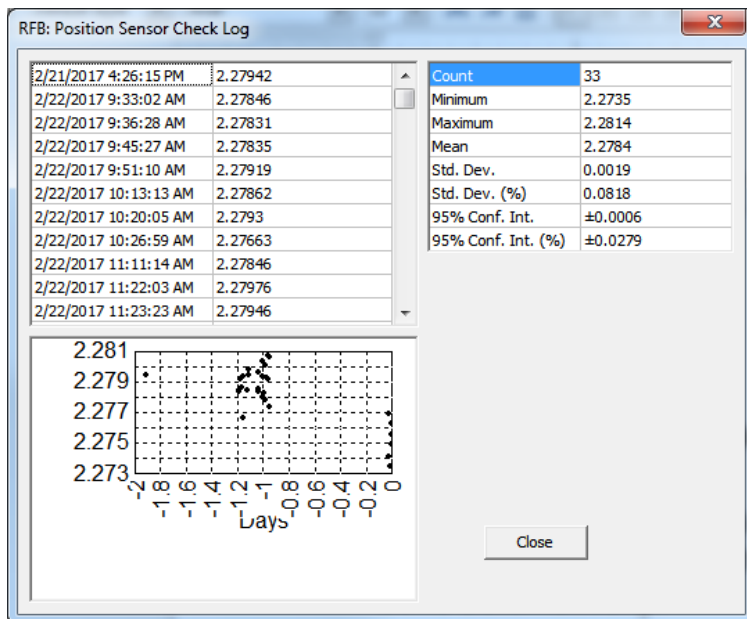 RFB: Position Sensor Check Log
2/21/2017 4:26:15 PM 2.27942
2/22/2017 9:33:02 AM 2.27846
2/22/2017 9:36:28 AM 2.27831
2/22/2017 9:45:27 AM 2.27835
2/22/2017 9:51:10 AM 2.27919
2/22/2017 10:13:13 AM 2.27862
2/22/2017 10:20:05 AM 2.2793
2/22/2017 10:26:59 AM 2.27663
2/22/2017 11:11:14 AM 2.27846
2/22/2017 11:22:03 AM 2.27976
2/22/2017 11:23:23 AM 2.27946
Count 33
Minimum 2.2735
Maximum 2.2814
Mean 2.2784
Std. Dev. 0.0019
Std. Dev. (%) 0.0818
95% Conf. Int. ±0.0006
95% Conf. Int. (%) ±0.0279
2.281
2.279
2.277
2.275
2.273
-2 -1.8 -1.6 -1.4 -1.2 -1 -0.8 -0.6 -0.4 -0.2 0
Days
Close